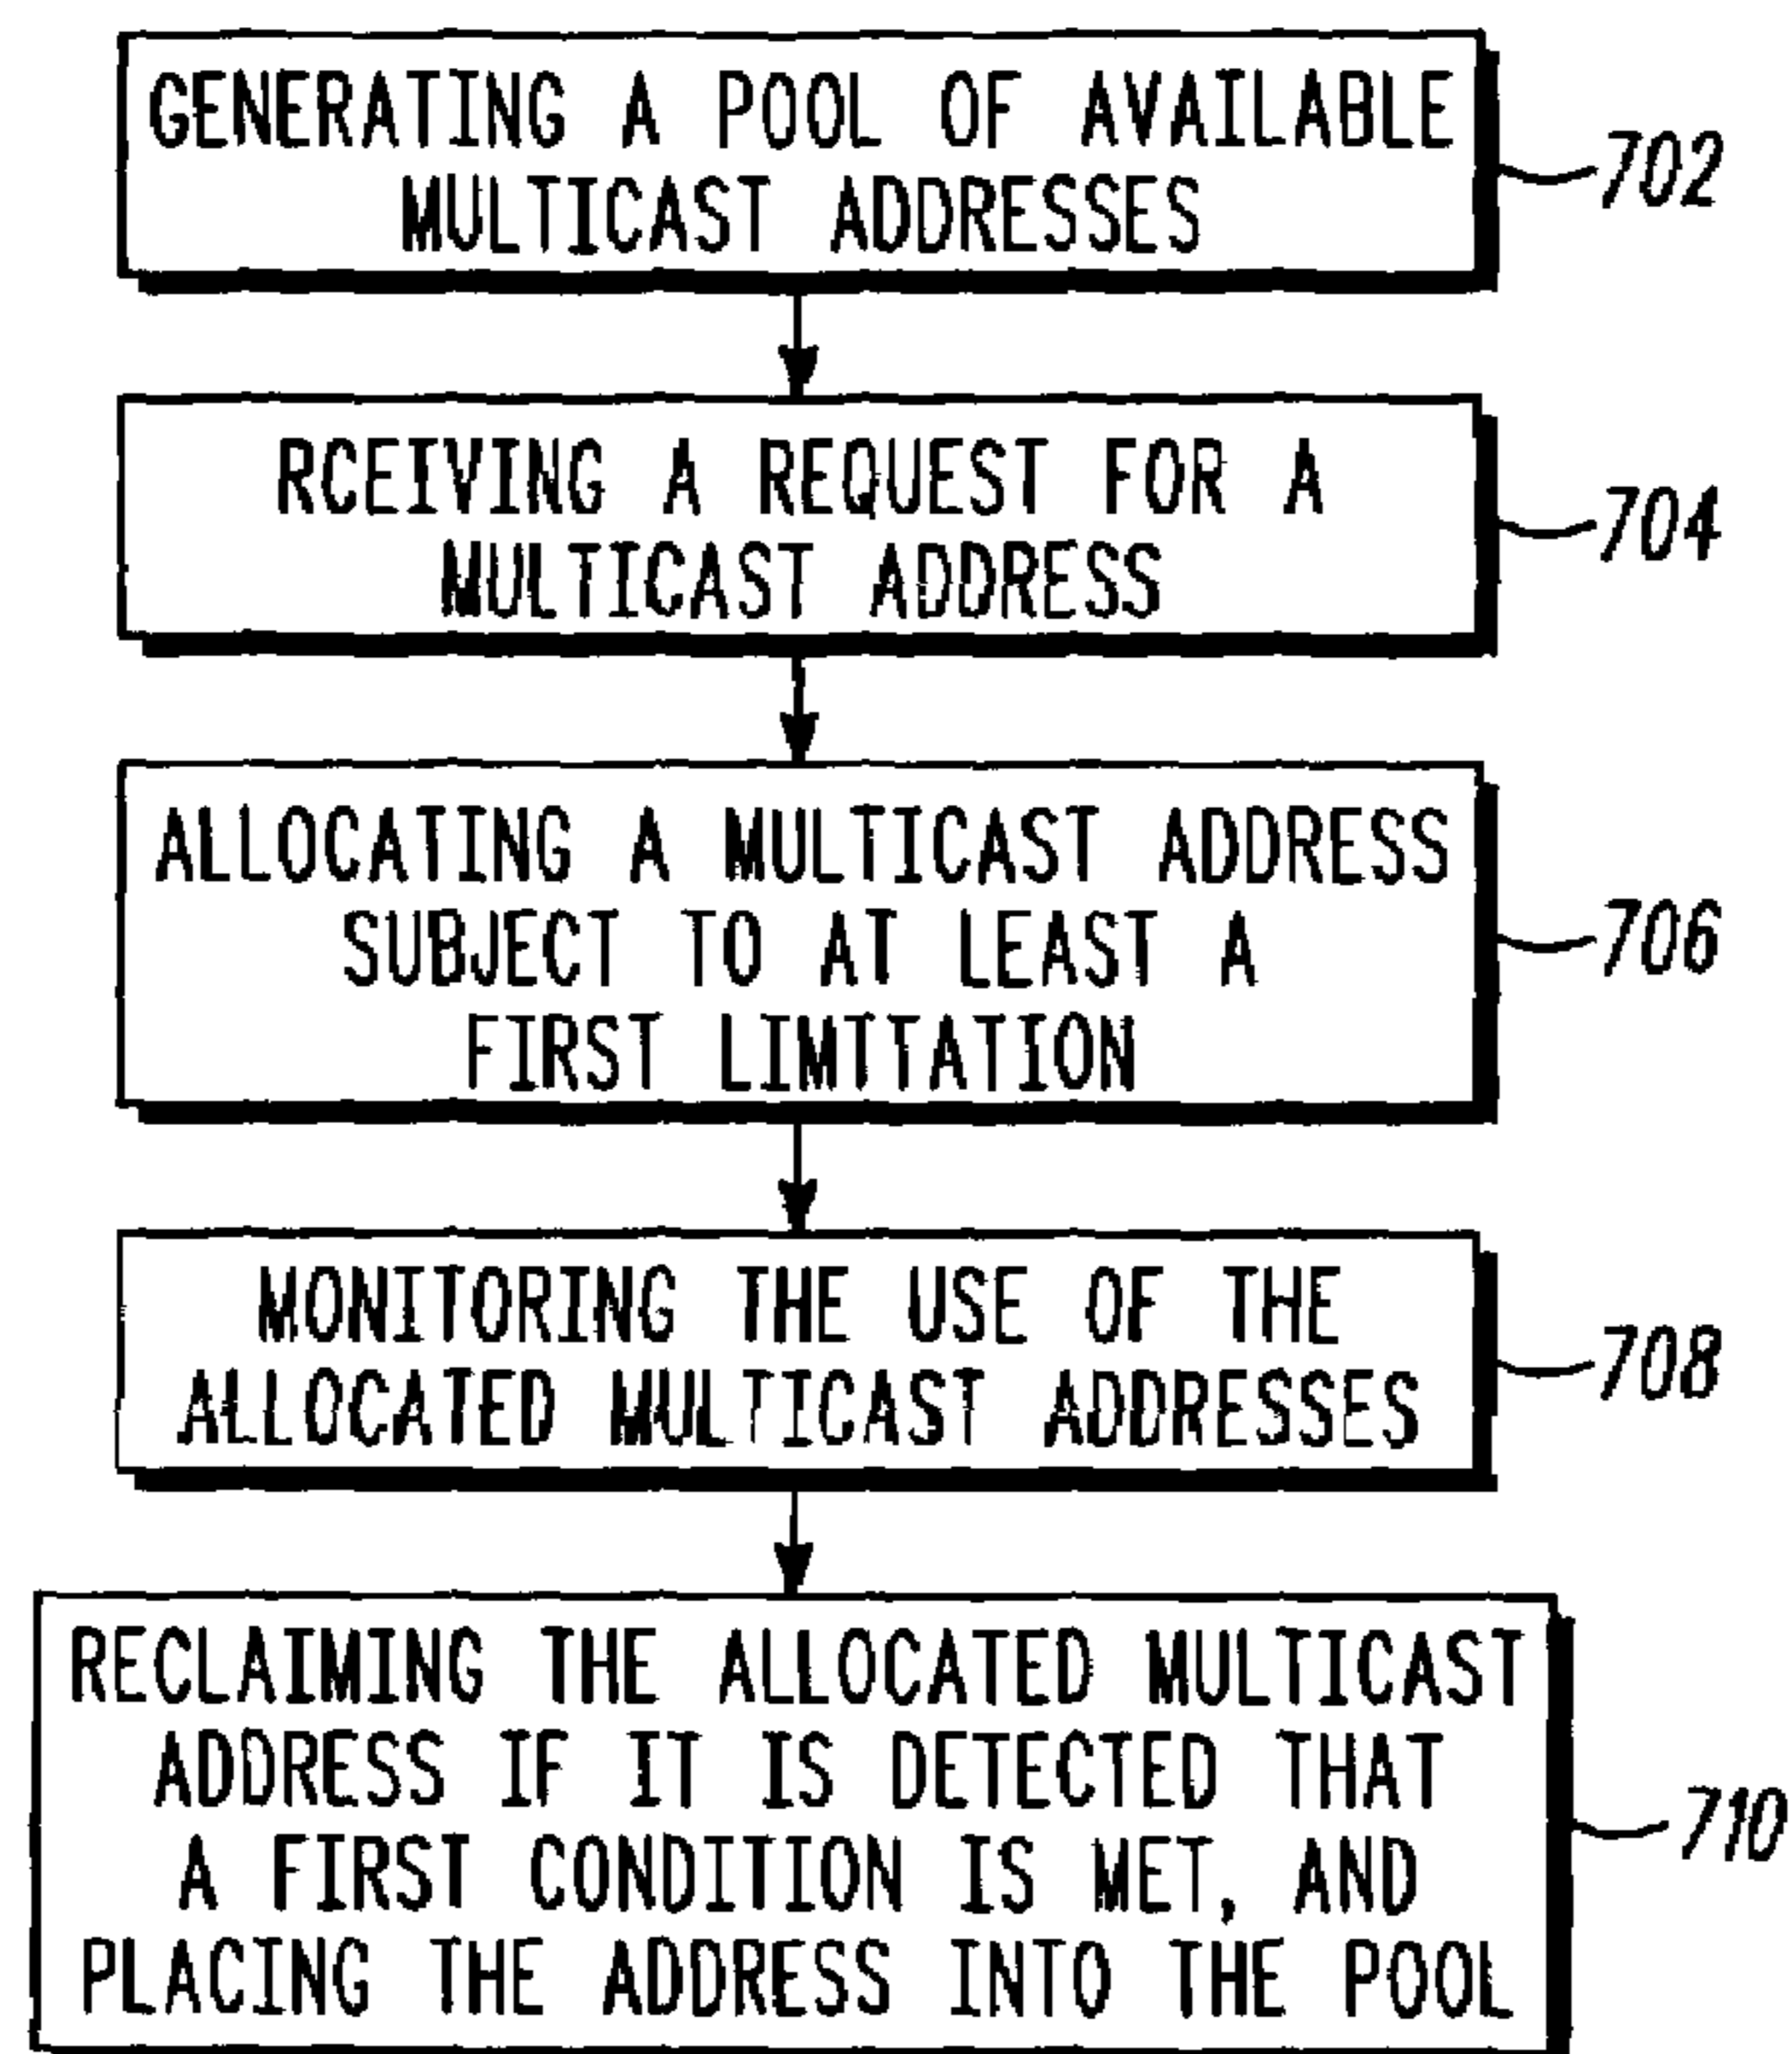 GENERATING A POOL OF AVAILABLE
MULTICAST ADDRESSES
702
RCEIVING A REQUEST FOR A
MULTICAST ADDRESS
704
ALLOCATING A MULTICAST ADDRESS
SUBJECT TO AT LEAST A
FIRST LIMITATION
706
MONITORING THE USE OF THE
ALLOCATED MULTICAST ADDRESSES
708
RECLAIMING THE ALLOCATED MULTICAST
ADDRESS IF IT IS DETECTED THAT
A FIRST CONDITION IS MET, AND
PLACING THE ADDRESS INTO THE POOL
710